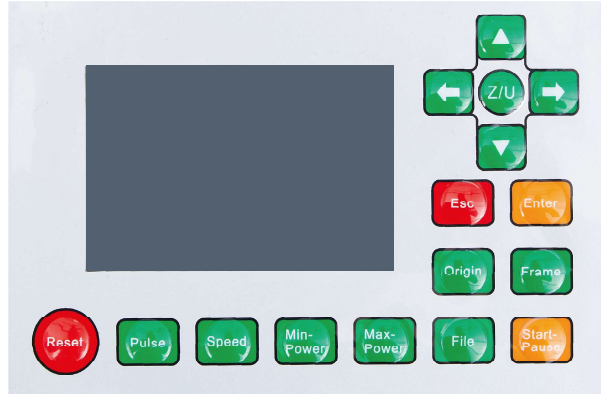 Z/U
Esc
Enter
Origin
Frame
Reset
Pulse
Speed
Min-
Power
Max-
Power
File
Start-
Pause